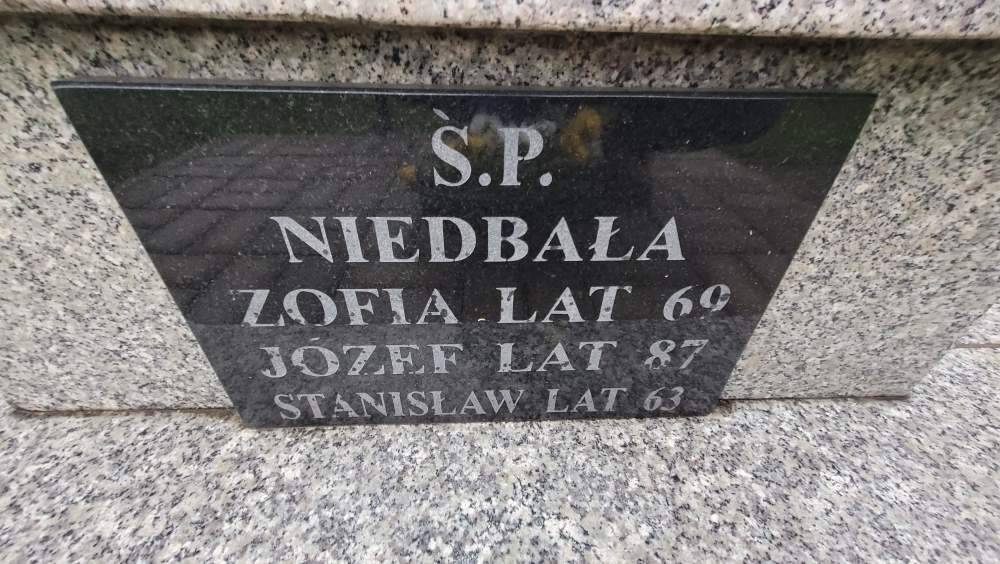 Ś.P.
NIEDBAŁA
ZOFIA LAT 69
JÓZEF LAT 87
STANISŁAW LAT 63